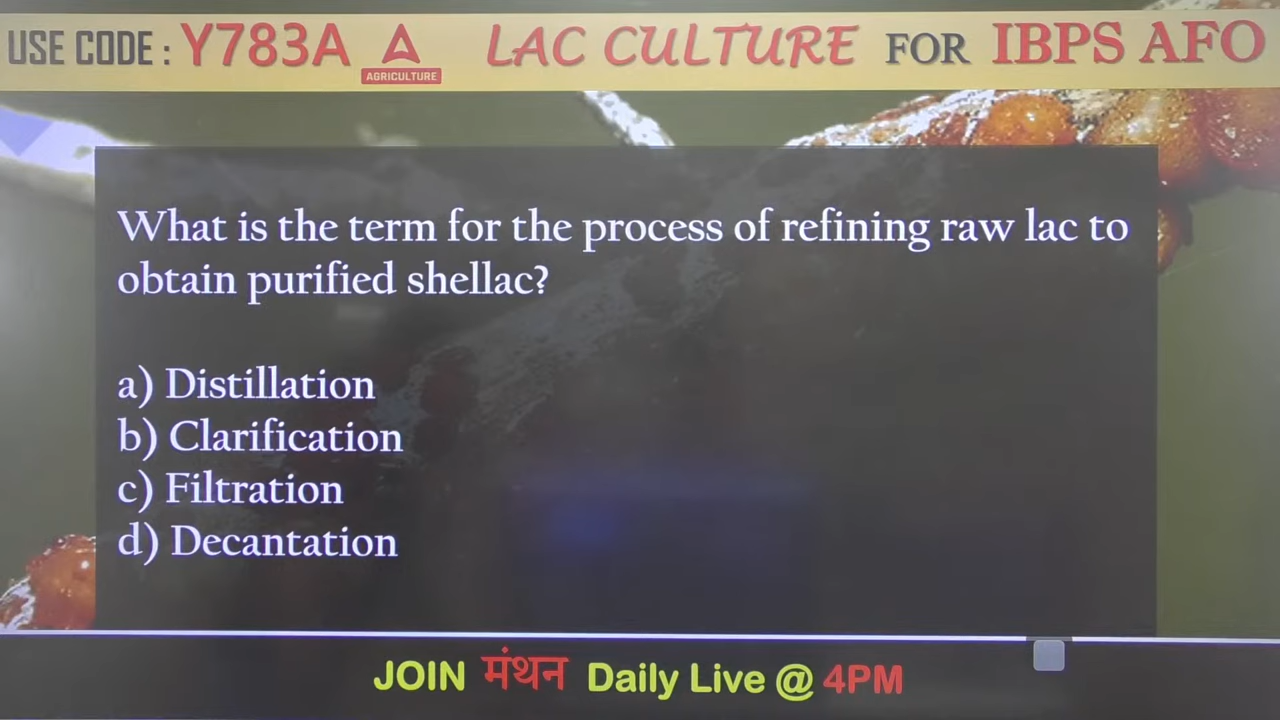 USE CODE : Y783A AGRICULTURE LAC CULTURE FOR IBPS AFO
What is the term for the process of refining raw lac to
obtain purified shellac?
a) Distillation
b) Clarification
c) Filtration
d) Decantation
JOIN मंथन Daily Live @ 4PM